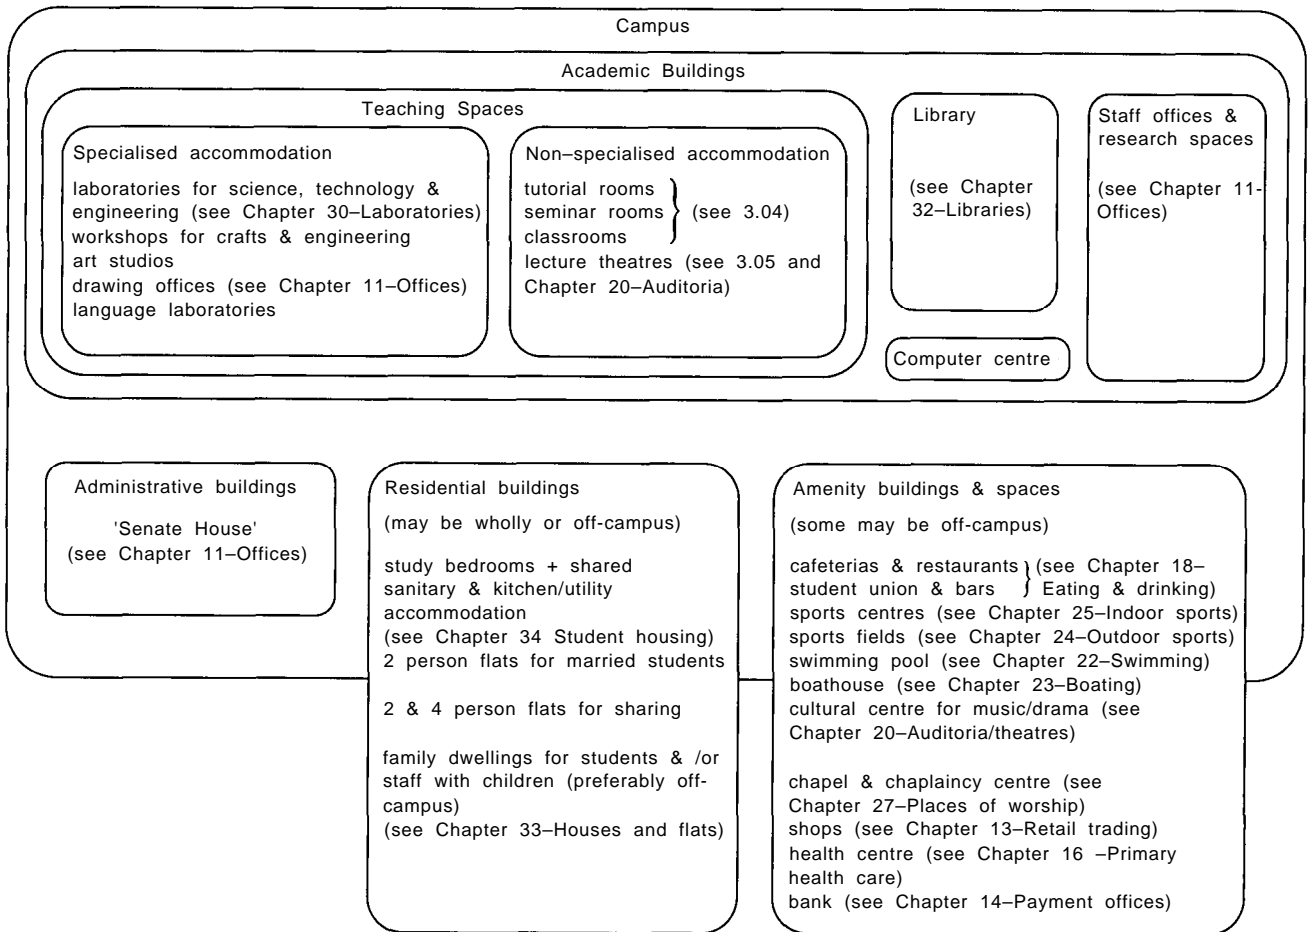 Campus
Academic Buildings
Teaching Spaces
Specialised accommodation
laboratories for science, technology &
engineering (see Chapter 30–Laboratories)
workshops for crafts & engineering
art studios
drawing offices (see Chapter 11–Offices)
language laboratories
Non–specialised accommodation
tutorial rooms
seminar rooms (see 3.04)
classrooms
lecture theatres (see 3.05 and
Chapter 20–Auditoria)
Library
(see Chapter
32–Libraries)
Computer centre
Staff offices &
research spaces
(see Chapter 11-
Offices)
Administrative buildings
'Senate House'
(see Chapter 11–Offices)
Residential buildings
(may be wholly or off-campus)
study bedrooms + shared
sanitary & kitchen/utility
accommodation
(see Chapter 34 Student housing)
2 person flats for married students
2 & 4 person flats for sharing
family dwellings for students & /or
staff with children (preferably off-
campus)
(see Chapter 33–Houses and flats)
Amenity buildings & spaces
(some may be off-campus)
cafeterias & restaurants (see Chapter 18–
student union & bars Eating & drinking)
sports centres (see Chapter 25–Indoor sports)
sports fields (see Chapter 24–Outdoor sports)
swimming pool (see Chapter 22–Swimming)
boathouse (see Chapter 23–Boating)
cultural centre for music/drama (see
Chapter 20–Auditoria/theatres)
chapel & chaplaincy centre (see
Chapter 27–Places of worship)
shops (see Chapter 13–Retail trading)
health centre (see Chapter 16 –Primary
health care)
bank (see Chapter 14–Payment offices)